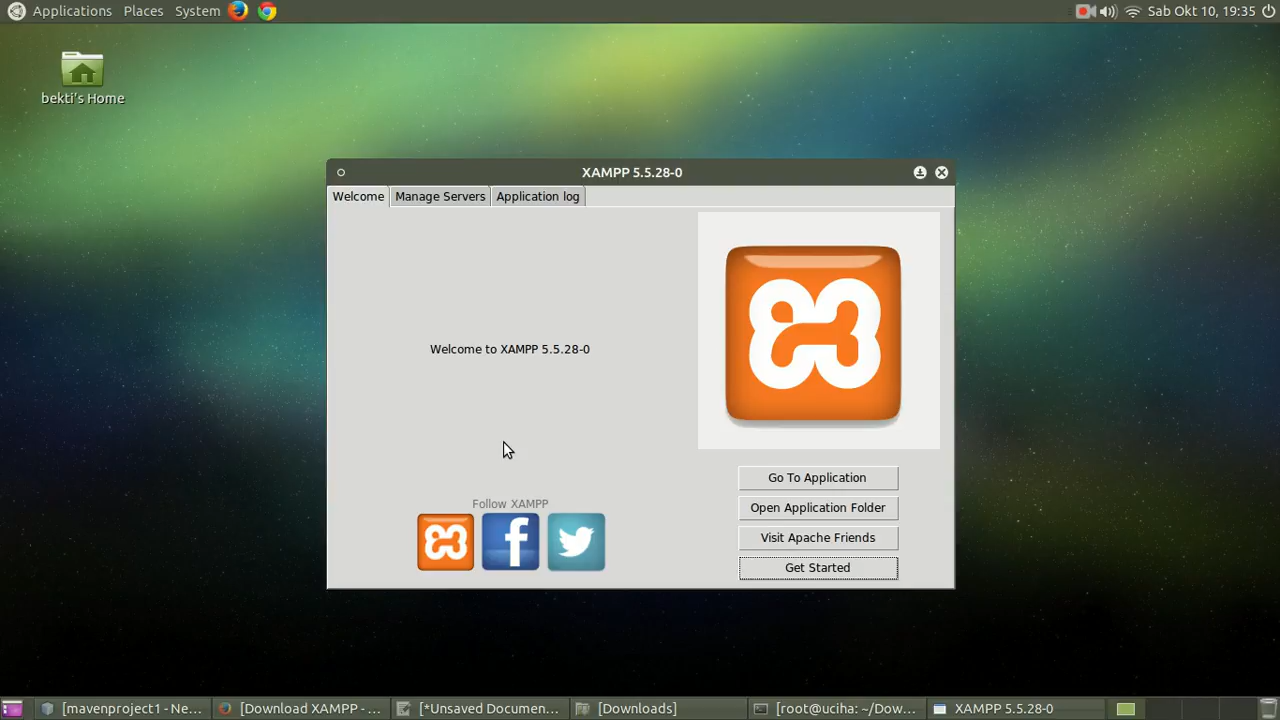 Applications Places System Sab Okt 10, 19:35
bekti's Home
XAMPP 5.5.28-0
Welcome Manage Servers Application log
Welcome to XAMPP 5.5.28-0
Follow XAMPP
Go To Application
Open Application Folder
Visit Apache Friends
Get Started
[mavenproject1 - Ne... [Download XAMPP - ... [*Unsaved Documen... [Downloads] [root@uciha: ~/Dow... XAMPP 5.5.28-0